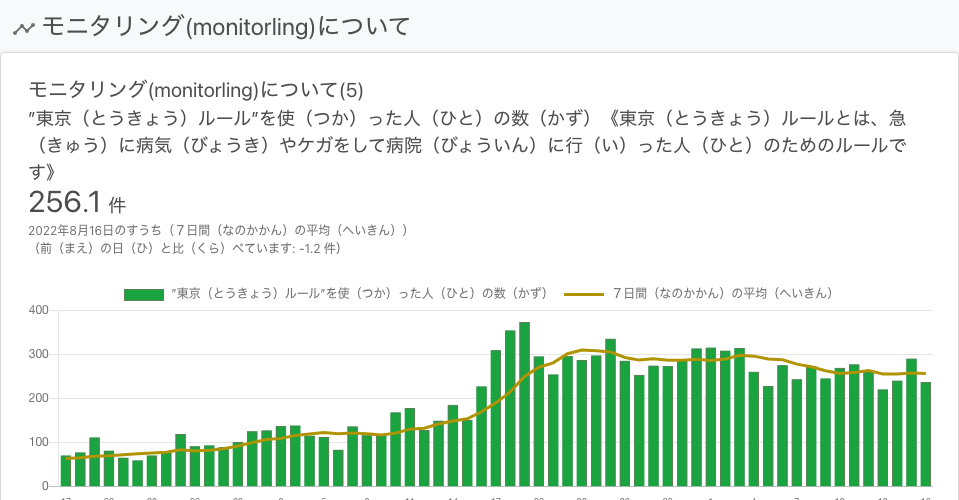 モニタリング(monitorling)について
モニタリング(monitorling)について(5)
”東京（とうきょう）ルール”を使（つか）った人（ひと）の数（かず）《東京（とうきょう）ルールとは、急
（きゅう）に病気（びょうき）やケガをして病院（びょういん）に行（い）った人（ひと）のためのルールで
す》
256.1 件
2022年8月16日のすうち（７日間（なのかかん）の平均（へいきん））
（前（まえ）の日（ひ）と比（くら）べています: -1.2 件）
”東京（とうきょう）ルール”を使（つか）った人（ひと）の数（かず） ７日間（なのかかん）の平均（へいきん）
400
300
200
100
0